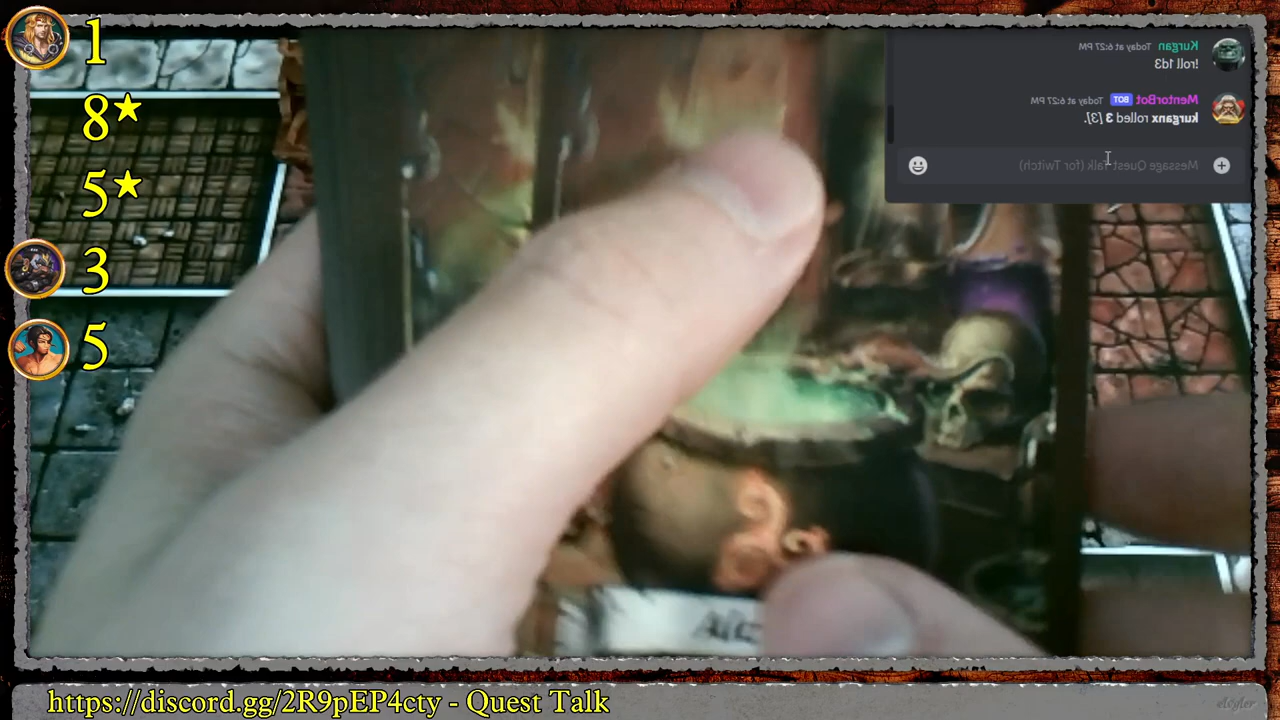 1
8★
5★
3
5
Kurgan Today at 6:27 PM
!roll 1d3
MentorBot BOT Today at 6:27 PM
kurganx rolled 3 [3].
Message Quest Talk (for Twitch)
https://discord.gg/2R9pEP4cty - Quest Talk